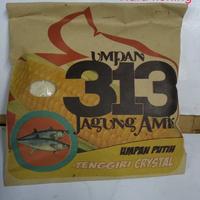 UMPAN
313
JAGUNG AMIS
UMPAN PUTIH
TENGGIRI CRYSTAL